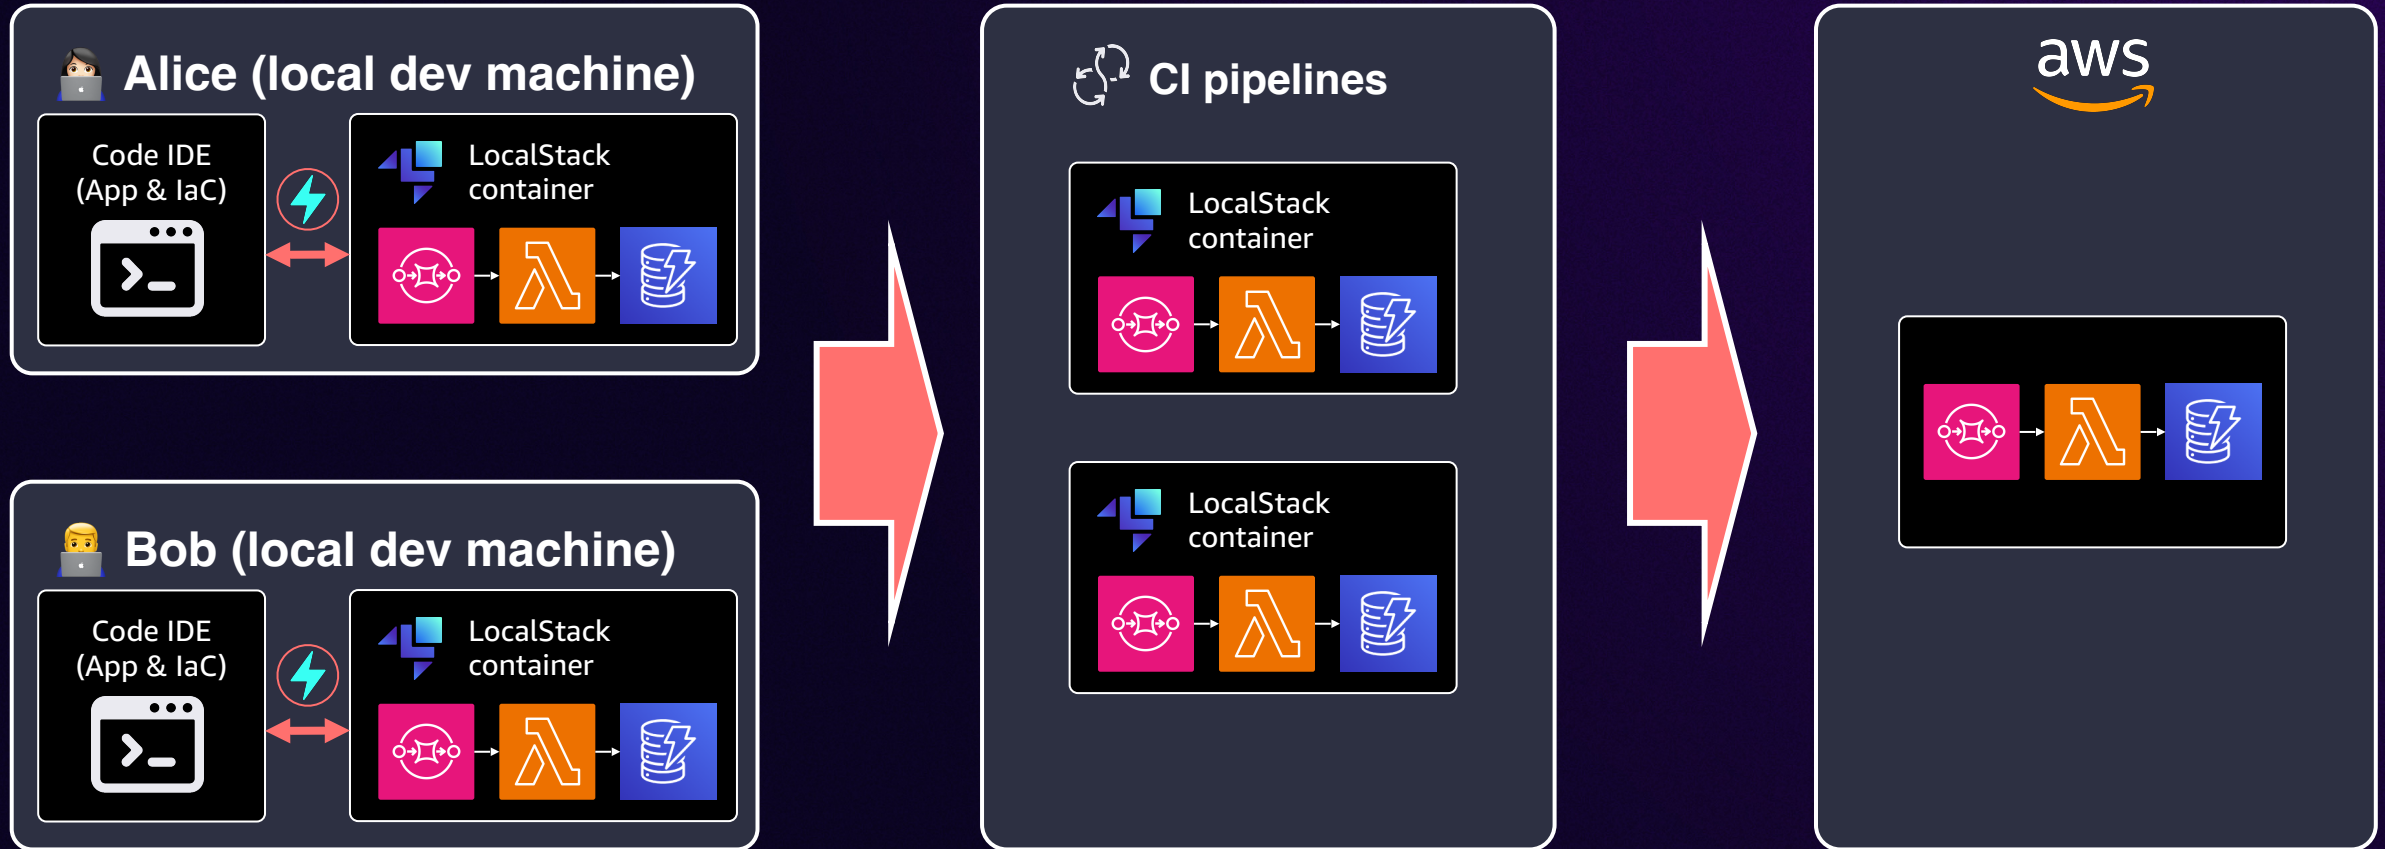 Alice (local dev machine)
Code IDE
(App & IaC)
LocalStack
container
Bob (local dev machine)
Code IDE
(App & IaC)
LocalStack
container
CI pipelines
LocalStack
container
LocalStack
container
aws